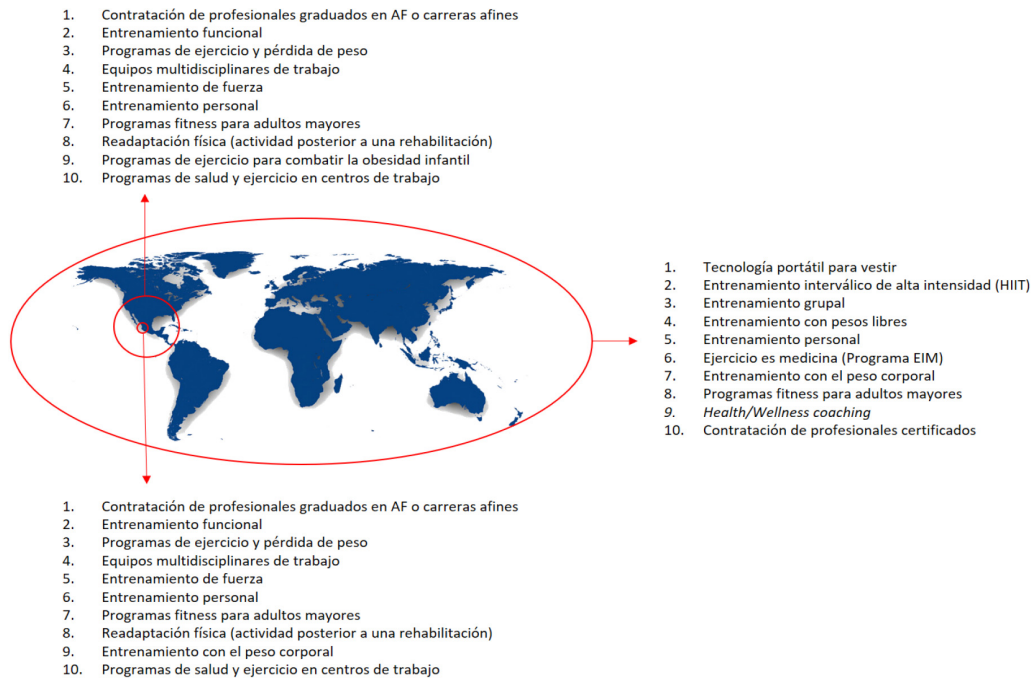 1. Contratación de profesionales graduados en AF o carreras afines
2. Entrenamiento funcional
3. Programas de ejercicio y pérdida de peso
4. Equipos multidisciplinares de trabajo
5. Entrenamiento de fuerza
6. Entrenamiento personal
7. Programas fitness para adultos mayores
8. Readaptación física (actividad posterior a una rehabilitación)
9. Programas de ejercicio para combatir la obesidad infantil
10. Programas de salud y ejercicio en centros de trabajo
1. Tecnología portátil para vestir
2. Entrenamiento interválico de alta intensidad (HIIT)
3. Entrenamiento grupal
4. Entrenamiento con pesos libres
5. Entrenamiento personal
6. Ejercicio es medicina (Programa EIM)
7. Entrenamiento con el peso corporal
8. Programas fitness para adultos mayores
9. Health/Wellness coaching
10. Contratación de profesionales certificados
1. Contratación de profesionales graduados en AF o carreras afines
2. Entrenamiento funcional
3. Programas de ejercicio y pérdida de peso
4. Equipos multidisciplinares de trabajo
5. Entrenamiento de fuerza
6. Entrenamiento personal
7. Programas fitness para adultos mayores
8. Readaptación física (actividad posterior a una rehabilitación)
9. Entrenamiento con el peso corporal
10. Programas de salud y ejercicio en centros de trabajo